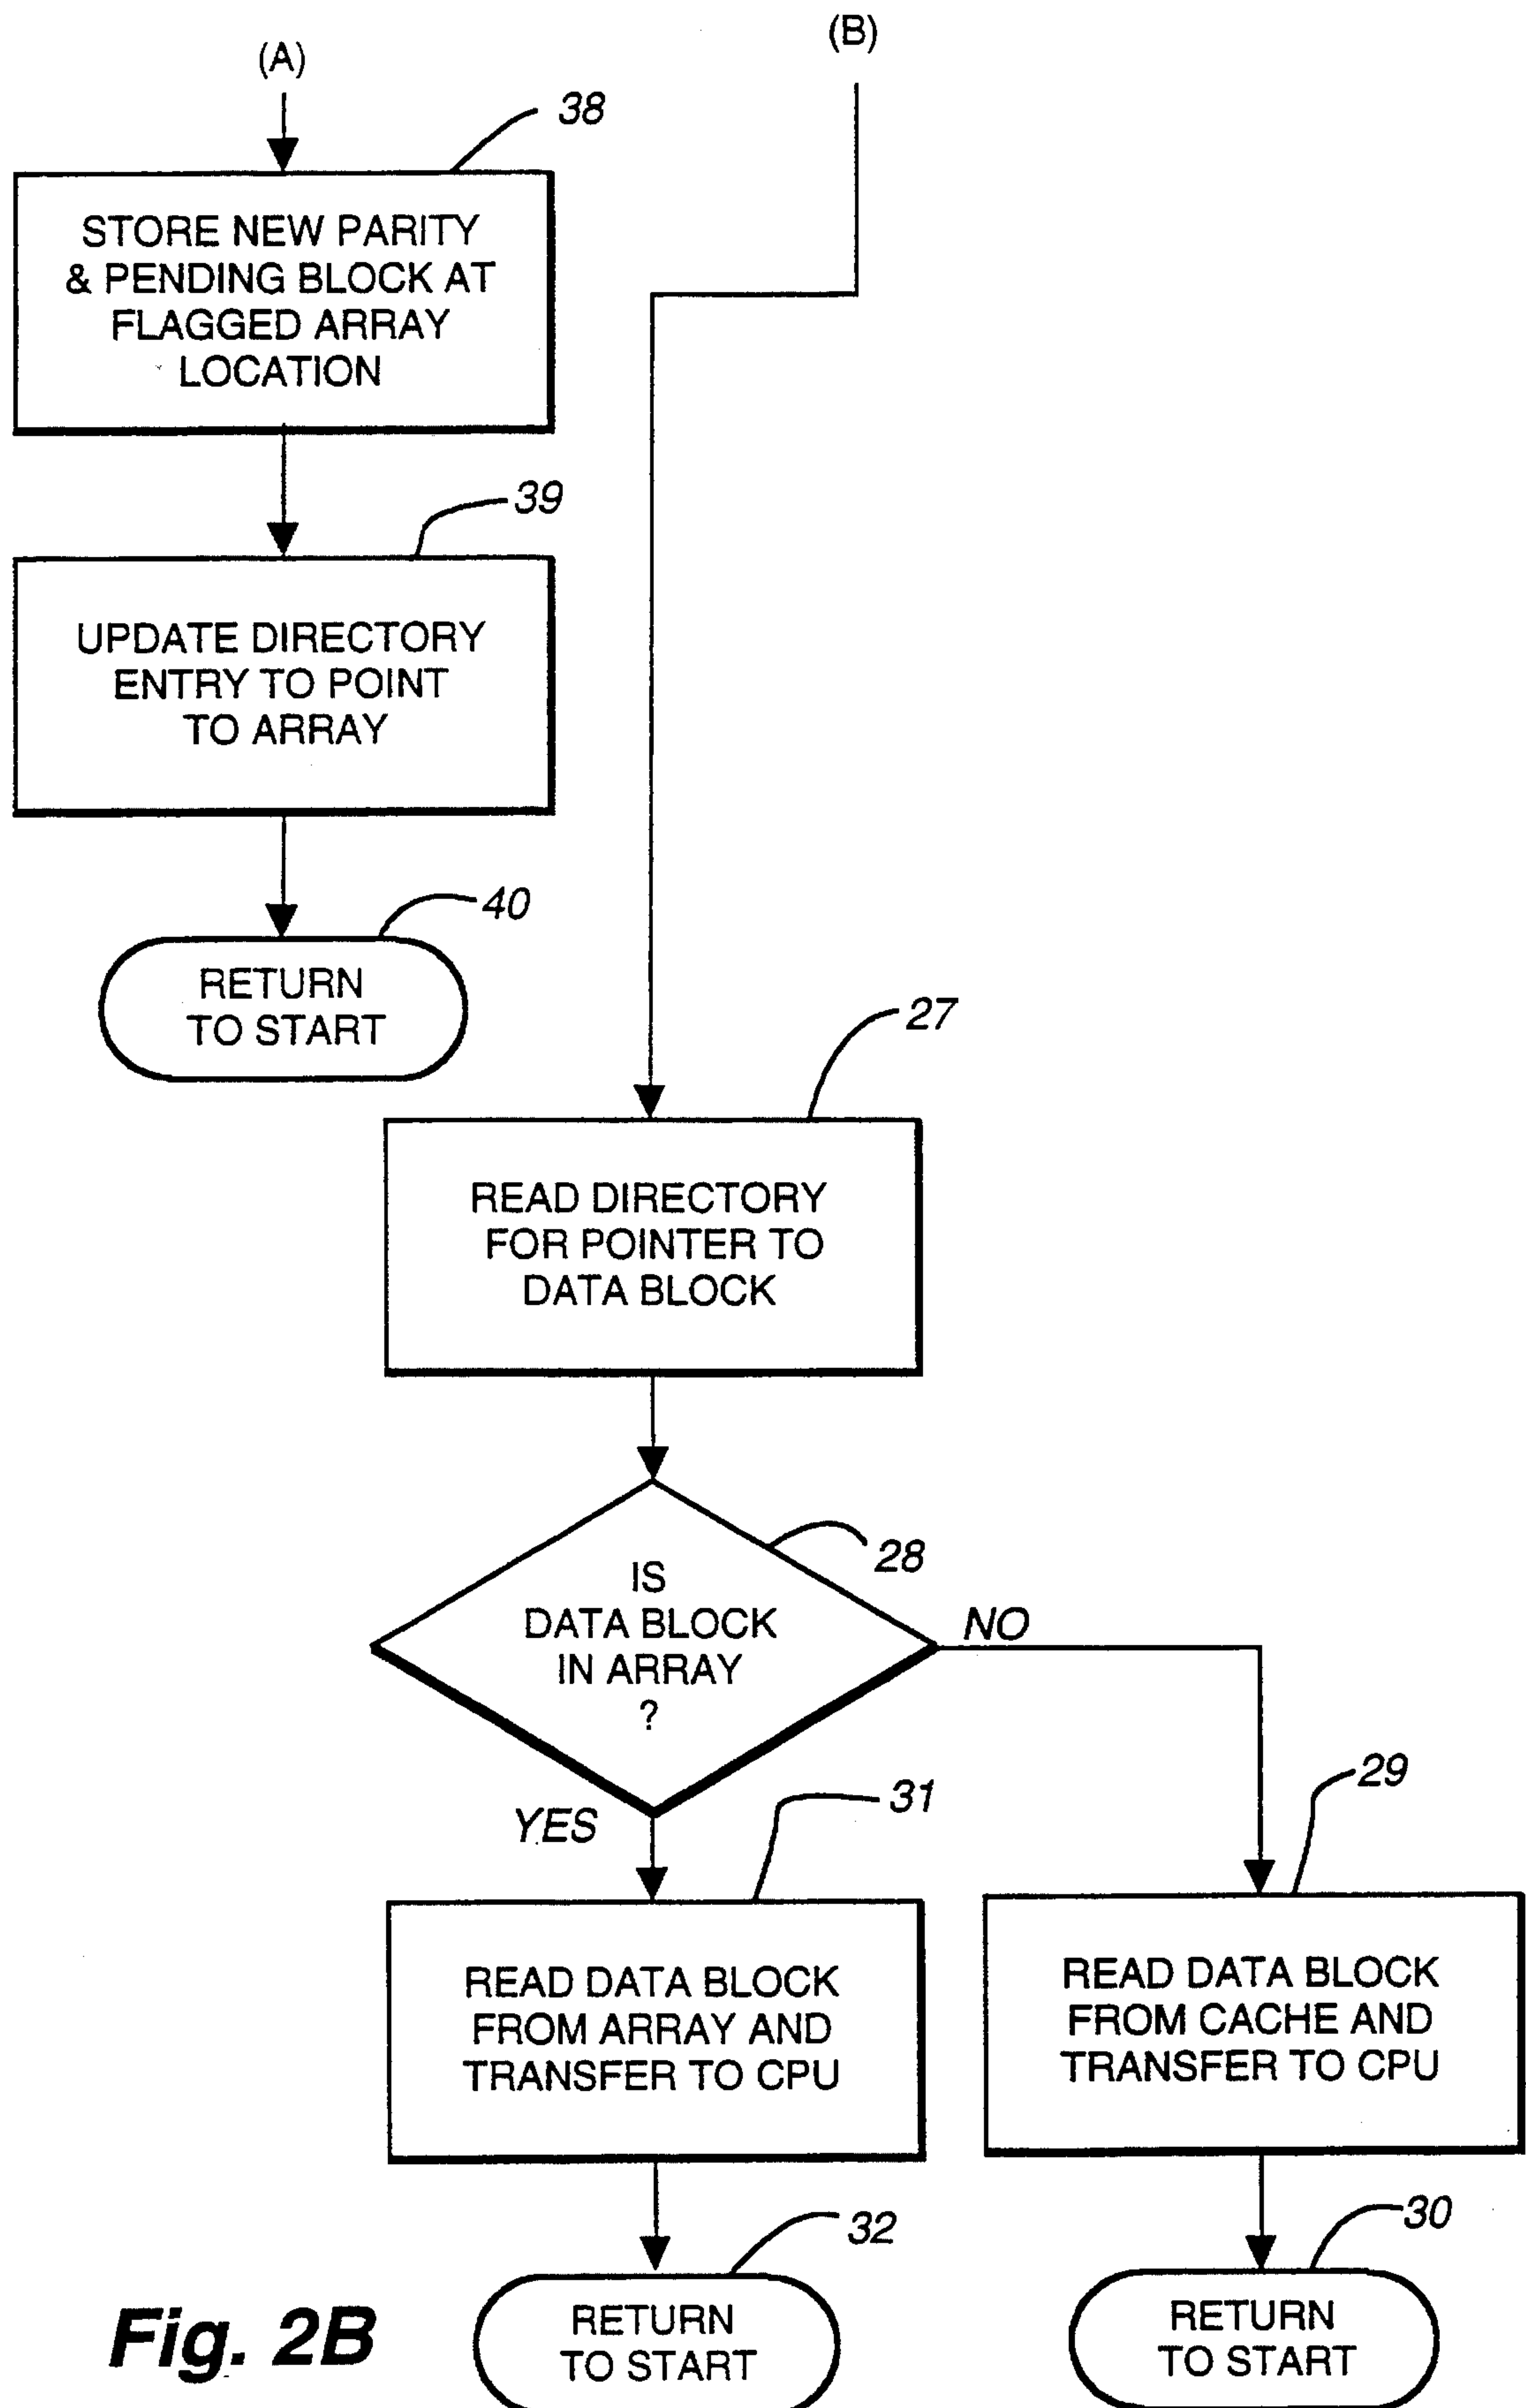 (A)
(B)
38
STORE NEW PARITY
& PENDING BLOCK AT
FLAGGED ARRAY
LOCATION
39
UPDATE DIRECTORY
ENTRY TO POINT
TO ARRAY
40
RETURN
TO START
27
READ DIRECTORY
FOR POINTER TO
DATA BLOCK
28
IS
DATA BLOCK
IN ARRAY
?
NO
YES
31
29
READ DATA BLOCK
FROM ARRAY AND
TRANSFER TO CPU
READ DATA BLOCK
FROM CACHE AND
TRANSFER TO CPU
32
30
RETURN
TO START
RETURN
TO START
Fig. 2B